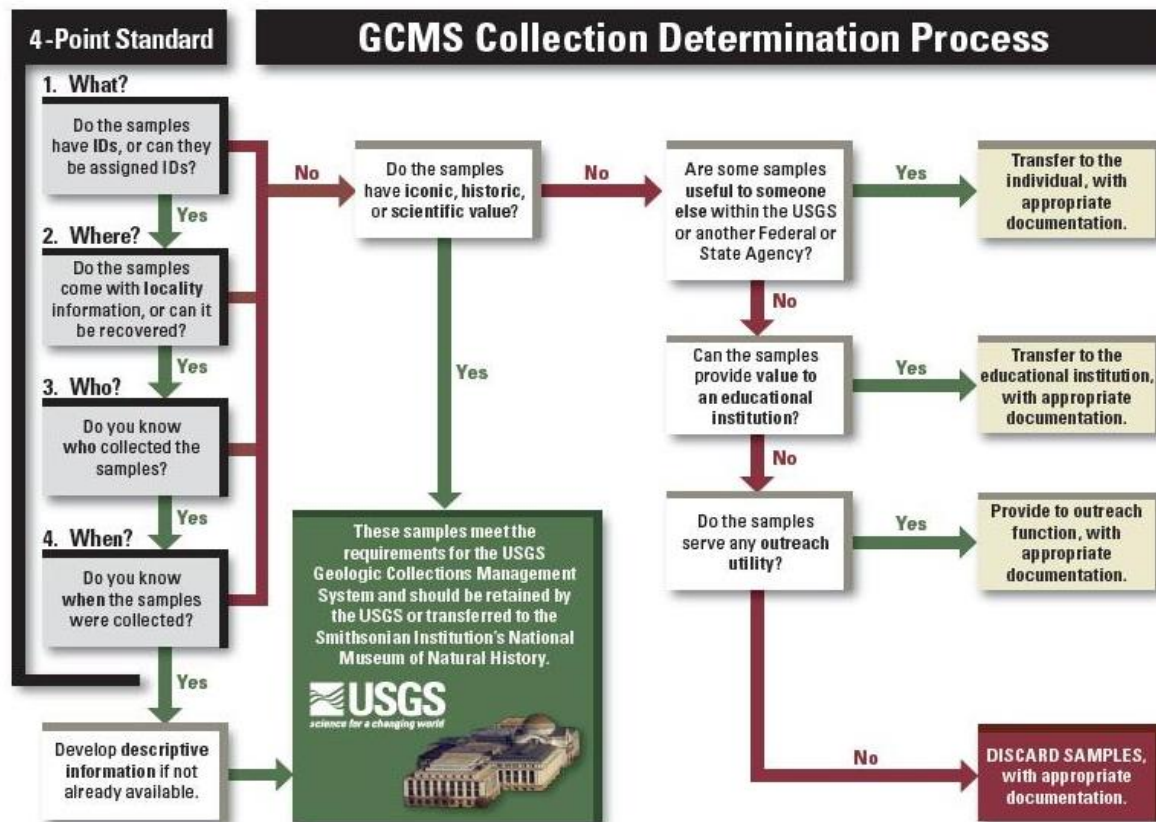 4-Point Standard
GCMS Collection Determination Process
1. What?
Do the samples
have IDs, or can they
be assigned IDs?
Yes
2. Where?
Do the samples
come with locality
information, or can it
be recovered?
Yes
3. Who?
Do you know
who collected the
samples?
Yes
4. When?
Do you know
when the samples
were collected?
Yes
Develop descriptive
information if not
already available.
No
Do the samples
have iconic, historic,
or scientific value?
Yes
These samples meet the
requirements for the USGS
Geologic Collections Management
System and should be retained by
the USGS or transferred to the
Smithsonian Institution's National
Museum of Natural History.
USGS
science for a changing world
No
Are some samples
useful to someone
else within the USGS
or another Federal or
State Agency?
Yes
Transfer to the
individual, with
appropriate
documentation.
No
Can the samples
provide value to
an educational
institution?
Yes
Transfer to the
educational institution,
with appropriate
documentation.
No
Do the samples
serve any outreach
utility?
Yes
Provide to outreach
function, with
appropriate
documentation.
No
DISCARD SAMPLES,
with appropriate
documentation.